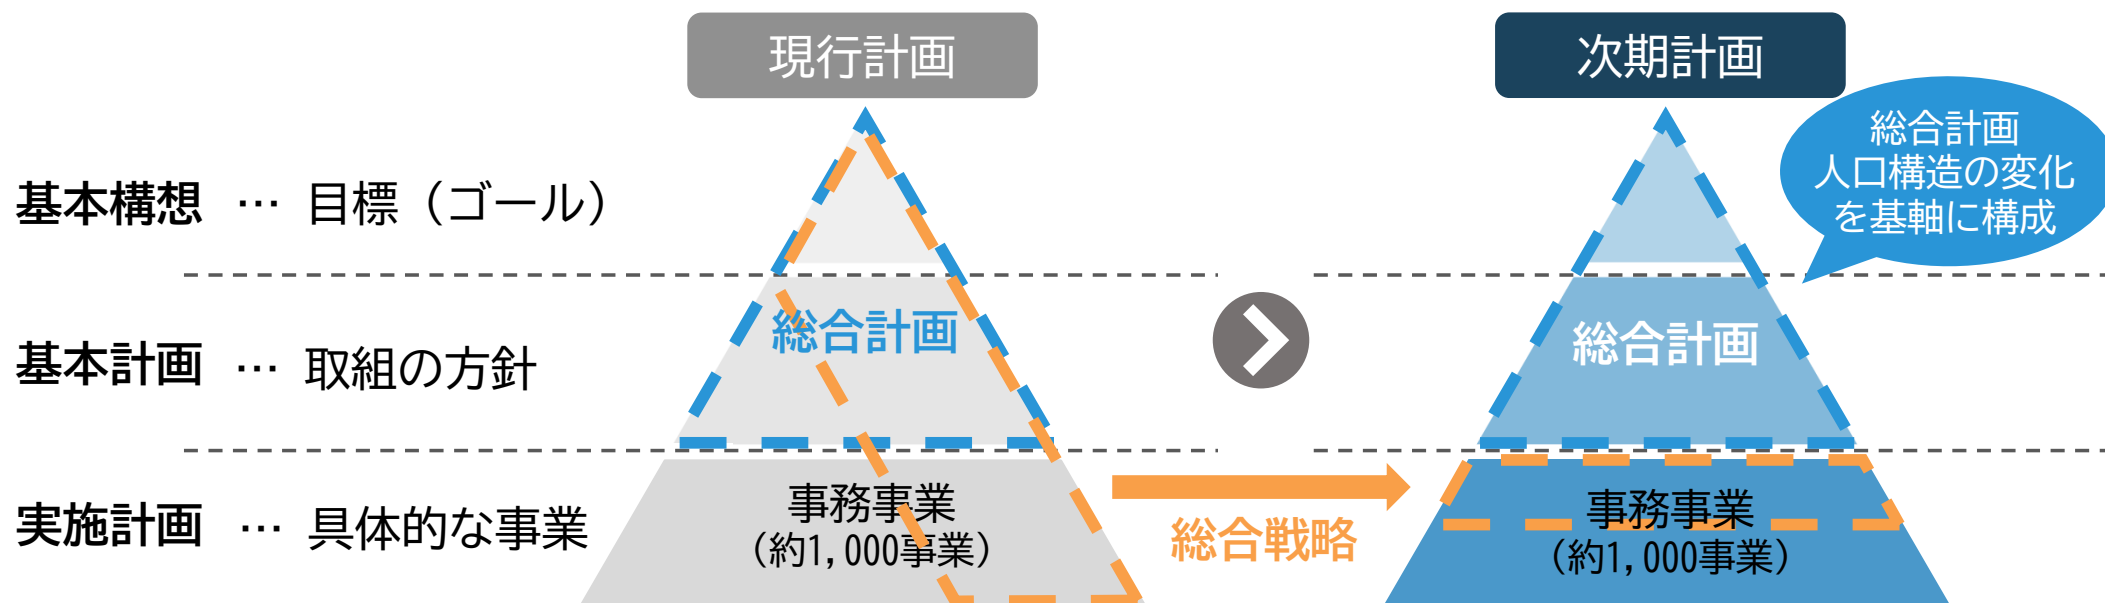 現行計画
次期計画
総合計画
人口構造の変化
を基軸に構成
基本構想 … 目標（ゴール）
基本計画 … 取組の方針
総合計画
総合計画
実施計画 … 具体的な事業
事務事業
（約1,000事業）
総合戦略
事務事業
（約1,000事業）